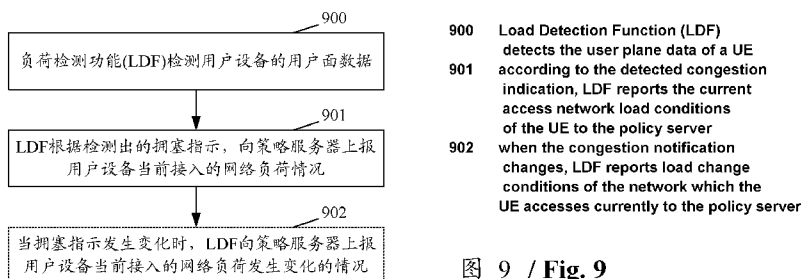 900
负荷检测功能(LDF)检测用户设备的用户面数据
901
LDF根据检测出的拥塞指示，向策略服务器上报
用户设备当前接入的网络负荷情况
902
当拥塞指示发生变化时，LDF向策略服务器上报
用户设备当前接入的网络负荷发生变化的情况
900 Load Detection Function (LDF)
detects the user plane data of a UE
901 according to the detected congestion
indication, LDF reports the current
access network load conditions
of the UE to the policy server
902 when the congestion notification
changes, LDF reports load change
conditions of the network which the
UE accesses currently to the policy server
图 9 / Fig. 9